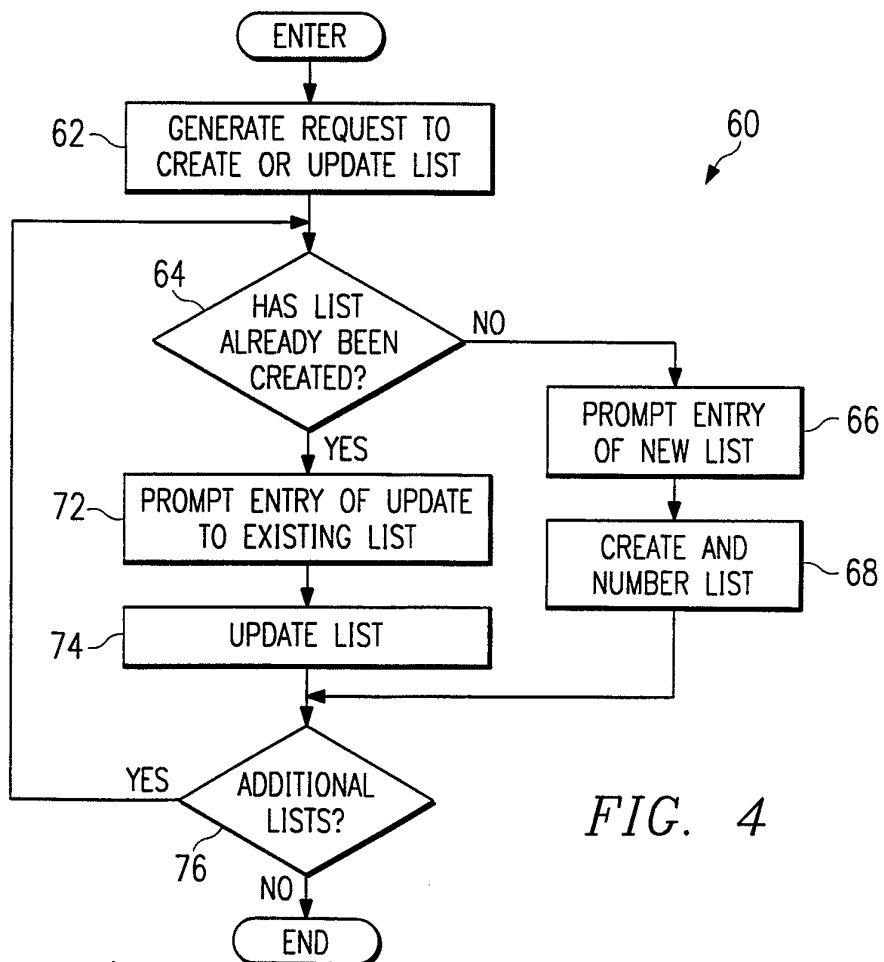 ENTER
62
GENERATE REQUEST TO
CREATE OR UPDATE LIST
60
64
HAS LIST
ALREADY BEEN
CREATED?
NO
YES
PROMPT ENTRY
OF NEW LIST
66
72
PROMPT ENTRY OF UPDATE
TO EXISTING LIST
CREATE AND
NUMBER LIST
68
74
UPDATE LIST
YES
ADDITIONAL
LISTS?
76
NO
FIG. 4
END